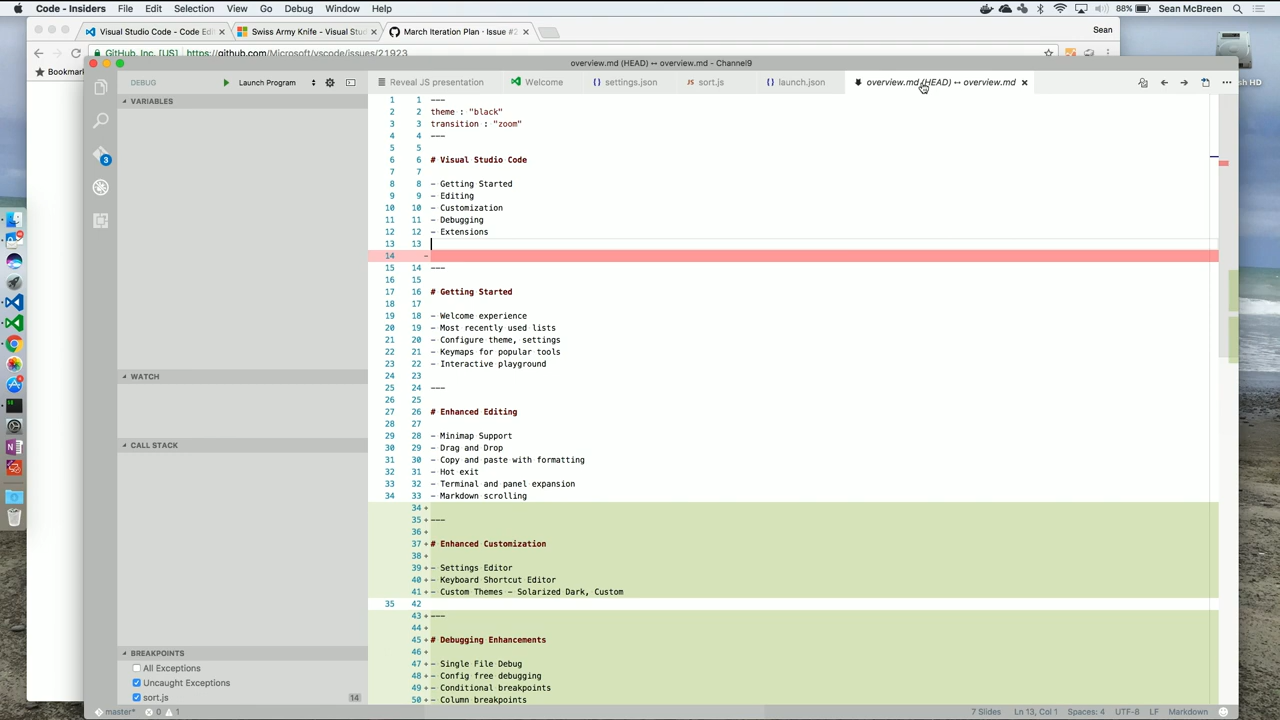 Code - Insiders File Edit Selection View Go Debug Window Help 88% Sean McBreen
Visual Studio Code - Code Ed Swiss Army Knife - Visual Stu March Iteration Plan · Issue #2 Sean
GitHub, Inc. [US] https://github.com/Microsoft/vscode/issues/21923
Bookmar
overview.md (HEAD) ↔ overview.md - Channel9
DEBUG Launch Program Reveal JS presentation Welcome {} settings.json JS sort.js {} launch.json overview.md (HEAD) ↔ overview.md
sh HD
VARIABLES
3
WATCH
CALL STACK
BREAKPOINTS
All Exceptions
Uncaught Exceptions
sort.js 14
1 1 ---
2 2 theme : "black"
3 3 transition : "zoom"
4 4 ---
5 5
6 6 # Visual Studio Code
7 7
8 8 - Getting Started
9 9 - Editing
10 10 - Customization
11 11 - Debugging
12 12 - Extensions
13 13
14 -
15 14 ---
16 15
17 16 # Getting Started
18 17
19 18 - Welcome experience
20 19 - Most recently used lists
21 20 - Configure theme, settings
22 21 - Keymaps for popular tools
23 22 - Interactive playground
24 23
25 24 ---
26 25
27 26 # Enhanced Editing
28 27
29 28 - Minimap Support
30 29 - Drag and Drop
31 30 - Copy and paste with formatting
32 31 - Hot exit
33 32 - Terminal and panel expansion
34 33 - Markdown scrolling
34 +
35 + ---
36 +
37 + # Enhanced Customization
38 +
39 + - Settings Editor
40 + - Keyboard Shortcut Editor
41 + - Custom Themes - Solarized Dark, Custom
35 42
43 + ---
44 +
45 + # Debugging Enhancements
46 +
47 + - Single File Debug
48 + - Config free debugging
49 + - Conditional breakpoints
50 + - Column breakpoints
master* 0 1 7 Slides Ln 13, Col 1 Spaces: 4 UTF-8 LF Markdown